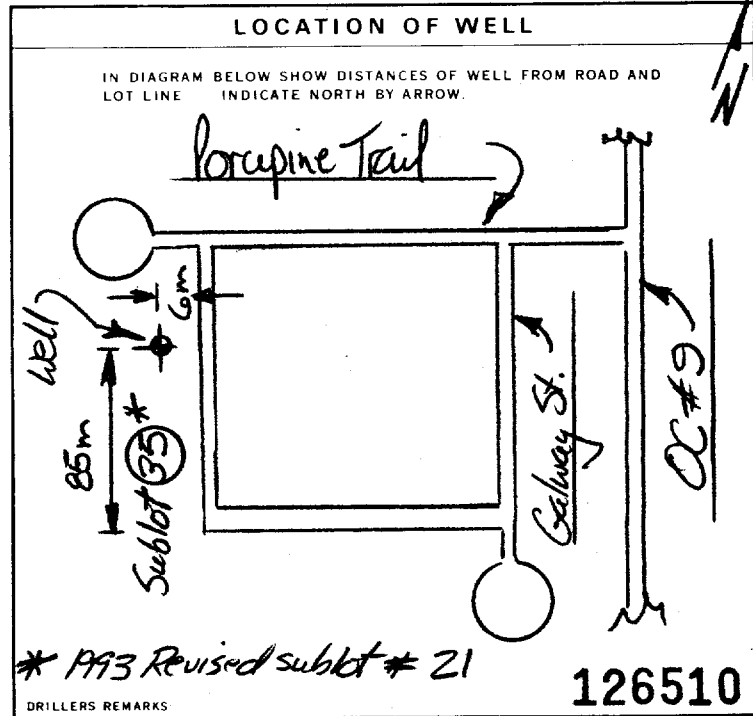 LOCATION OF WELL
IN DIAGRAM BELOW SHOW DISTANCES OF WELL FROM ROAD AND
LOT LINE INDICATE NORTH BY ARROW.
N
Porcupine Trail
6m
Well
85m
Sublot 35*
Galway St.
OC#9
* 1993 Revised sublot # 21
126510
DRILLERS REMARKS